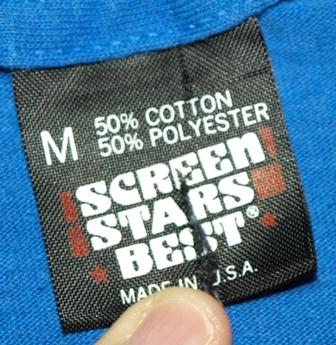 M
50% COTTON
50% POLYESTER
SCREEN
STARS
BEST®
MADE IN U.S.A.